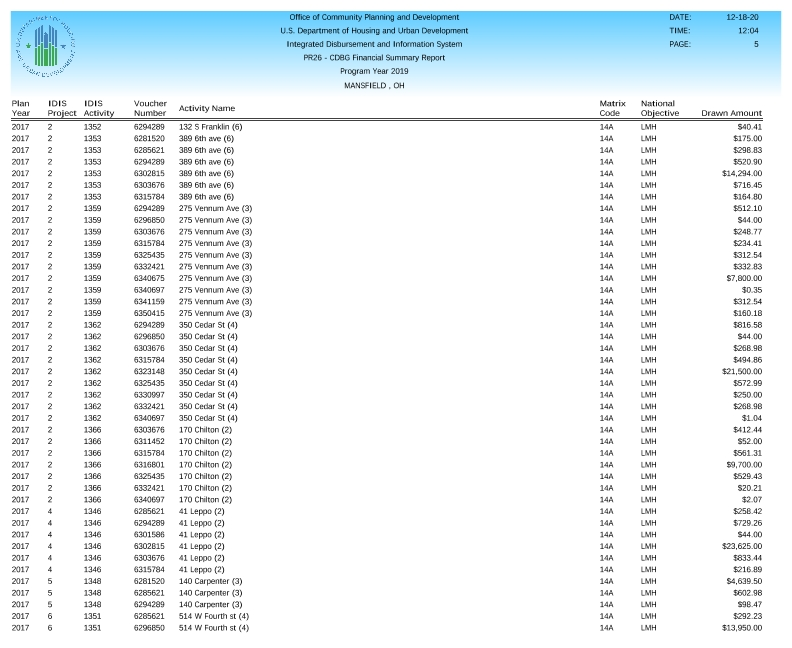 Office of Community Planning and Development DATE: 12-18-20
U.S. Department of Housing and Urban Development TIME: 12:04
Integrated Disbursement and Information System PAGE: 5
PR26 - CDBG Financial Summary Report
Program Year 2019
MANSFIELD , OH
Plan Year IDIS Project IDIS Activity Voucher Number Activity Name Matrix Code National Objective Drawn Amount
2017 2 1352 6294289 132 S Franklin (6) 14A LMH $40.41
2017 2 1353 6281520 389 6th ave (6) 14A LMH $175.00
2017 2 1353 6285621 389 6th ave (6) 14A LMH $298.83
2017 2 1353 6294289 389 6th ave (6) 14A LMH $520.90
2017 2 1353 6302815 389 6th ave (6) 14A LMH $14,294.00
2017 2 1353 6303676 389 6th ave (6) 14A LMH $716.45
2017 2 1353 6315784 389 6th ave (6) 14A LMH $164.80
2017 2 1359 6294289 275 Vennum Ave (3) 14A LMH $512.10
2017 2 1359 6296850 275 Vennum Ave (3) 14A LMH $44.00
2017 2 1359 6303676 275 Vennum Ave (3) 14A LMH $248.77
2017 2 1359 6315784 275 Vennum Ave (3) 14A LMH $234.41
2017 2 1359 6325435 275 Vennum Ave (3) 14A LMH $312.54
2017 2 1359 6332421 275 Vennum Ave (3) 14A LMH $332.83
2017 2 1359 6340675 275 Vennum Ave (3) 14A LMH $7,800.00
2017 2 1359 6340697 275 Vennum Ave (3) 14A LMH $0.35
2017 2 1359 6341159 275 Vennum Ave (3) 14A LMH $312.54
2017 2 1359 6350415 275 Vennum Ave (3) 14A LMH $160.18
2017 2 1362 6294289 350 Cedar St (4) 14A LMH $816.58
2017 2 1362 6296850 350 Cedar St (4) 14A LMH $44.00
2017 2 1362 6303676 350 Cedar St (4) 14A LMH $268.98
2017 2 1362 6315784 350 Cedar St (4) 14A LMH $494.86
2017 2 1362 6323148 350 Cedar St (4) 14A LMH $21,500.00
2017 2 1362 6325435 350 Cedar St (4) 14A LMH $572.99
2017 2 1362 6330997 350 Cedar St (4) 14A LMH $250.00
2017 2 1362 6332421 350 Cedar St (4) 14A LMH $268.98
2017 2 1362 6340697 350 Cedar St (4) 14A LMH $1.04
2017 2 1366 6303676 170 Chilton (2) 14A LMH $412.44
2017 2 1366 6311452 170 Chilton (2) 14A LMH $52.00
2017 2 1366 6315784 170 Chilton (2) 14A LMH $561.31
2017 2 1366 6316801 170 Chilton (2) 14A LMH $9,700.00
2017 2 1366 6325435 170 Chilton (2) 14A LMH $529.43
2017 2 1366 6332421 170 Chilton (2) 14A LMH $20.21
2017 2 1366 6340697 170 Chilton (2) 14A LMH $2.07
2017 4 1346 6285621 41 Leppo (2) 14A LMH $258.42
2017 4 1346 6294289 41 Leppo (2) 14A LMH $729.26
2017 4 1346 6301586 41 Leppo (2) 14A LMH $44.00
2017 4 1346 6302815 41 Leppo (2) 14A LMH $23,625.00
2017 4 1346 6303676 41 Leppo (2) 14A LMH $833.44
2017 4 1346 6315784 41 Leppo (2) 14A LMH $216.89
2017 5 1348 6281520 140 Carpenter (3) 14A LMH $4,639.50
2017 5 1348 6285621 140 Carpenter (3) 14A LMH $602.98
2017 5 1348 6294289 140 Carpenter (3) 14A LMH $98.47
2017 6 1351 6285621 514 W Fourth st (4) 14A LMH $292.23
2017 6 1351 6296850 514 W Fourth st (4) 14A LMH $13,950.00